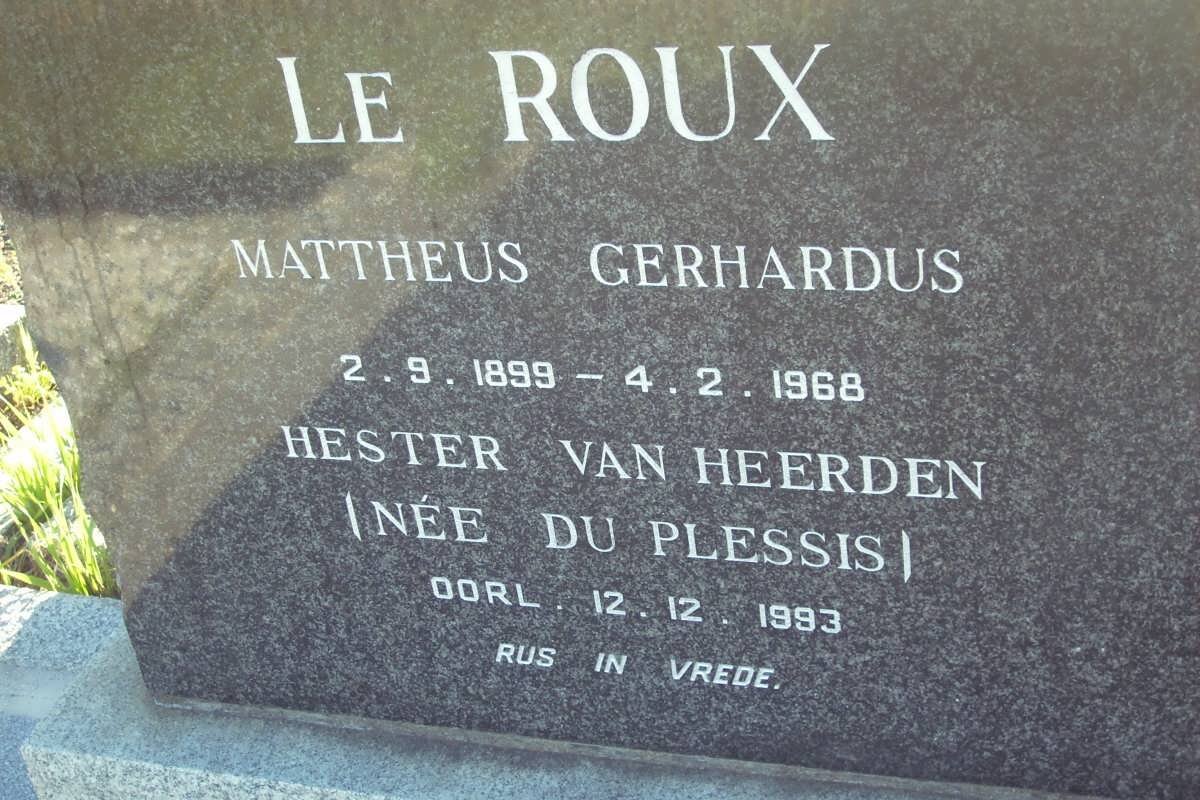 LE ROUX
MATTHEUS GERHARDUS
2.9.1899 – 4.2.1968
HESTER VAN HEERDEN
(NÉE DU PLESSIS)
OORL. 12.12.1993
RUS IN VREDE.